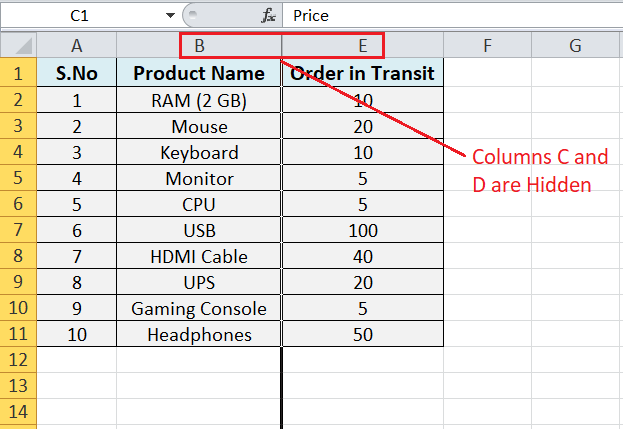 C1 fx Price
A B E F G
1 S.No Product Name Order in Transit
2 1 RAM (2 GB) 10
3 2 Mouse 20
4 3 Keyboard 10
5 4 Monitor 5
6 5 CPU 5
7 6 USB 100
8 7 HDMI Cable 40
9 8 UPS 20
10 9 Gaming Console 5
11 10 Headphones 50
12
13
14
Columns C and
D are Hidden